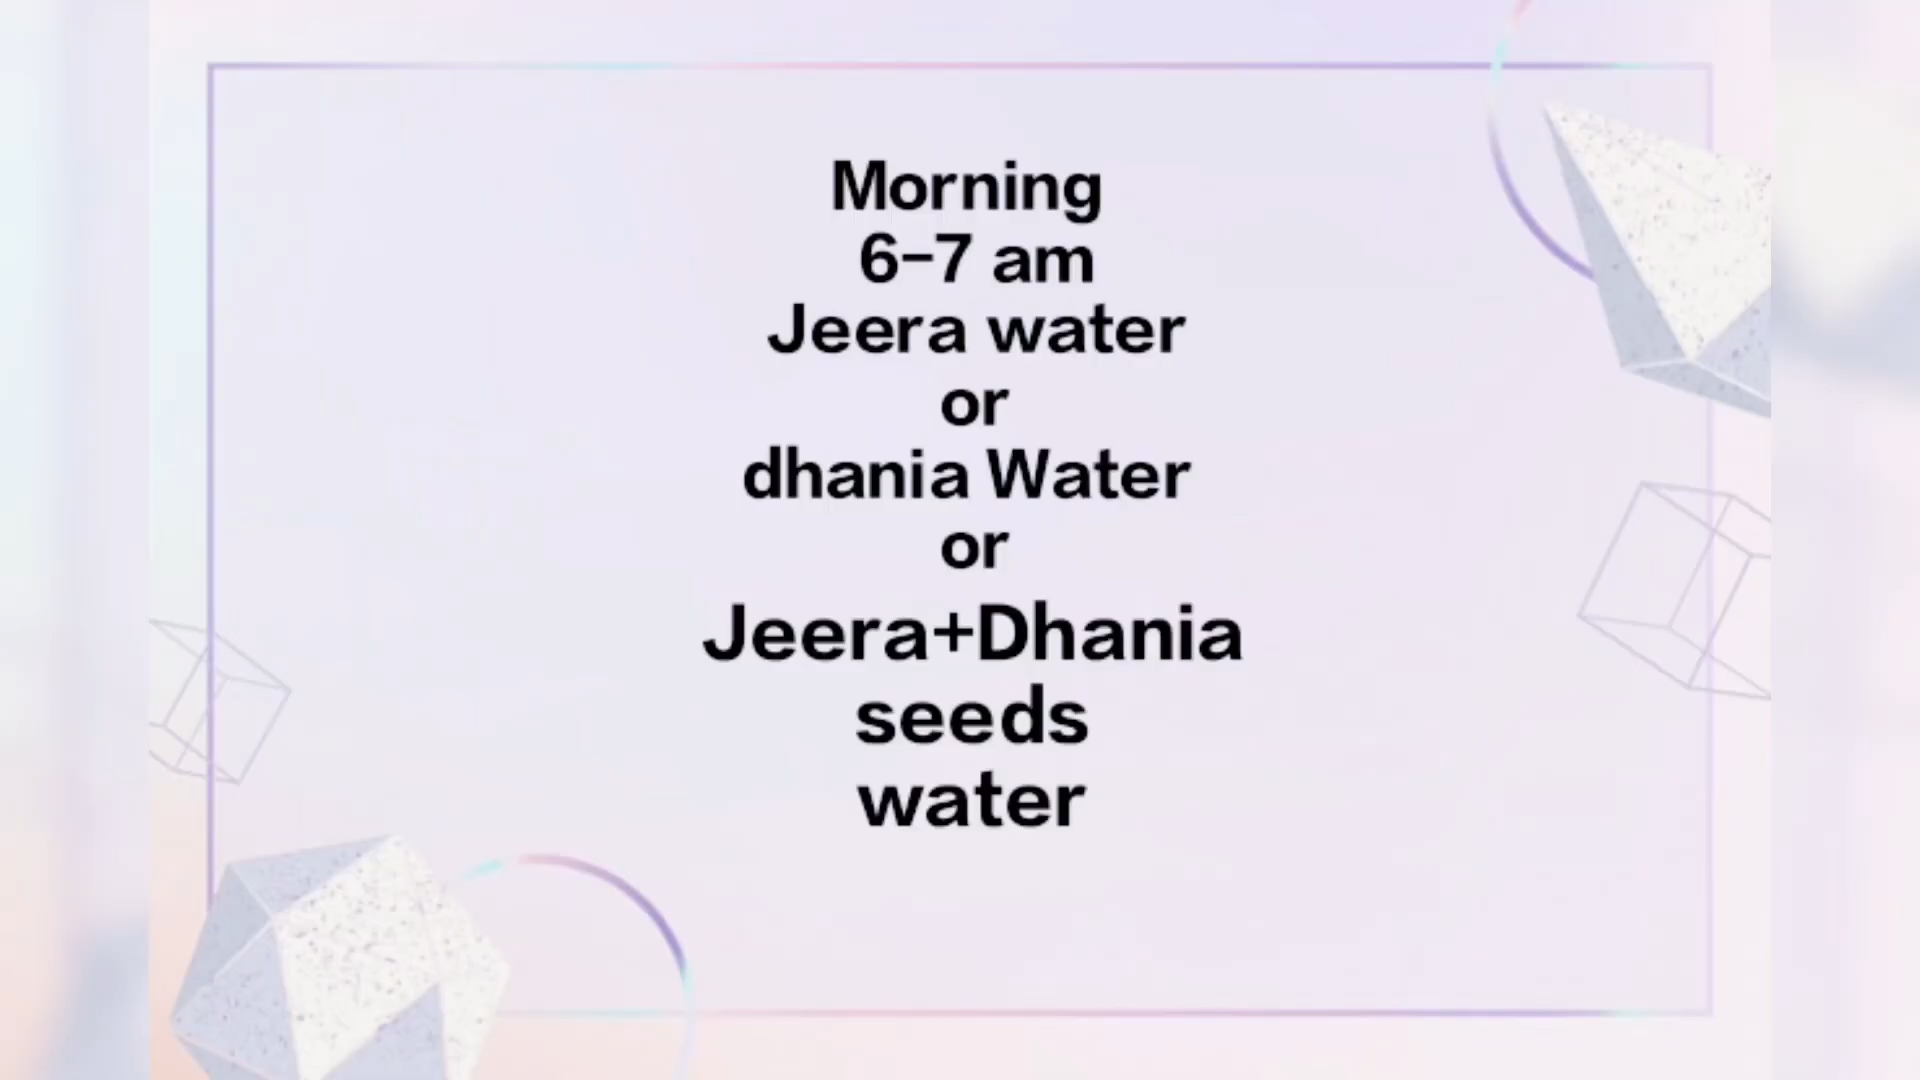 Morning
6-7 am
Jeera water
or
dhania Water
or
Jeera+Dhania
seeds
water